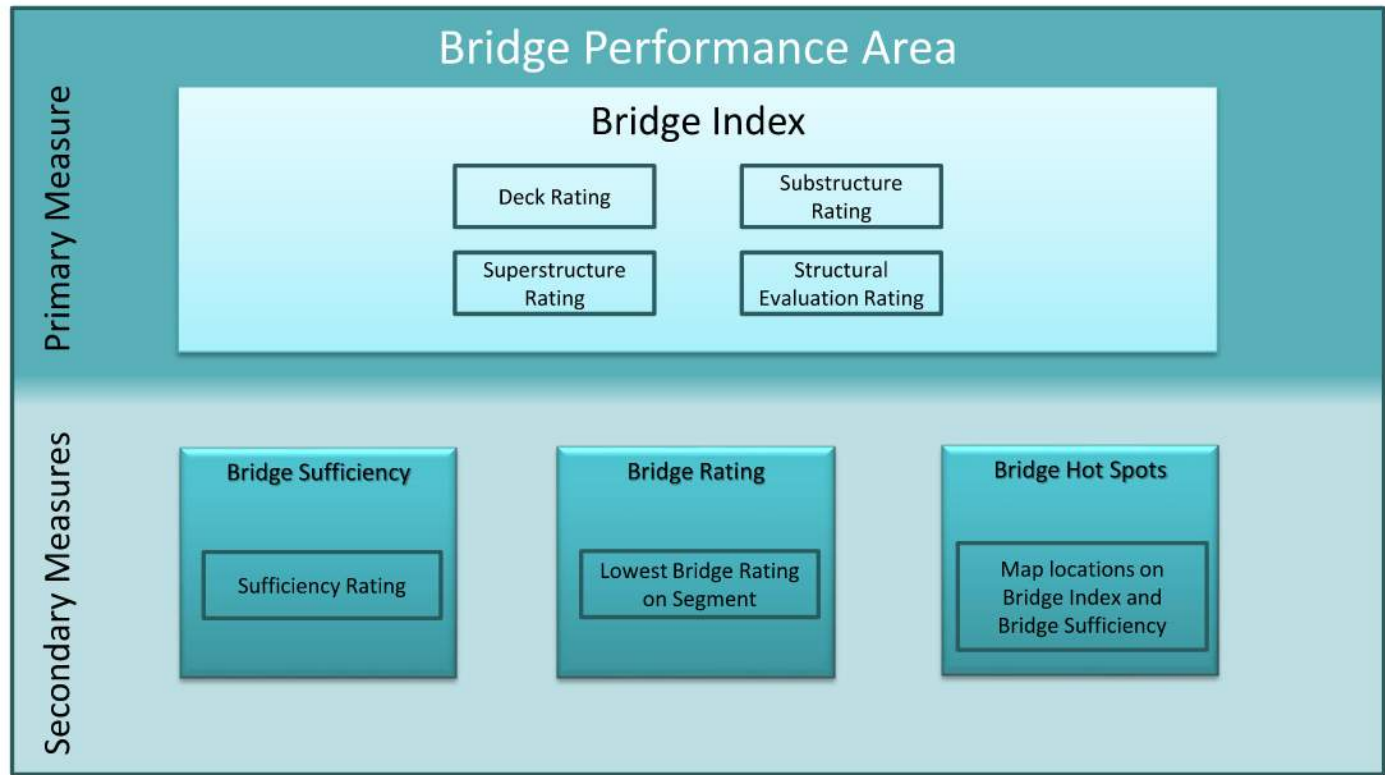 Bridge Performance Area
Primary Measure
Bridge Index
Deck Rating
Substructure
Rating
Superstructure
Rating
Structural
Evaluation Rating
Secondary Measures
Bridge Sufficiency
Sufficiency Rating
Bridge Rating
Lowest Bridge Rating
on Segment
Bridge Hot Spots
Map locations on
Bridge Index and
Bridge Sufficiency